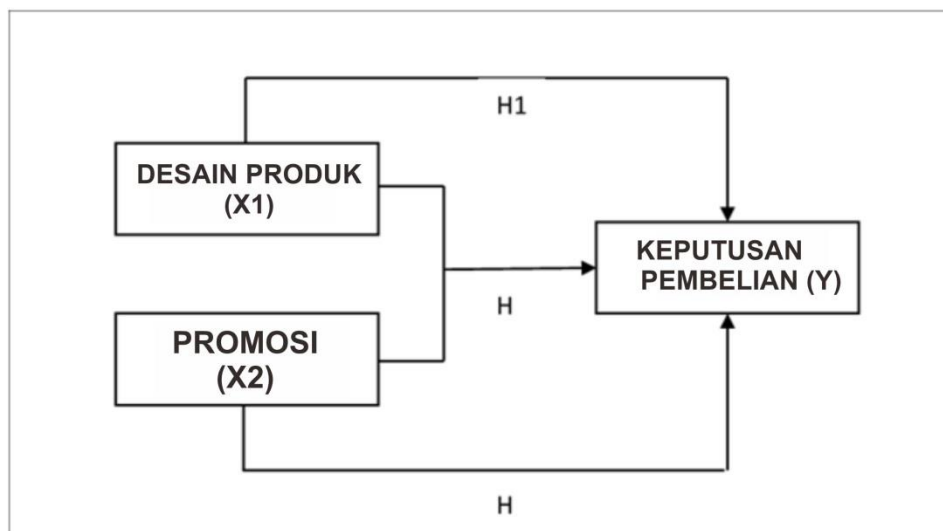 H1
DESAIN PRODUK
(X1)
KEPUTUSAN
PEMBELIAN (Y)
H
PROMOSI
(X2)
H